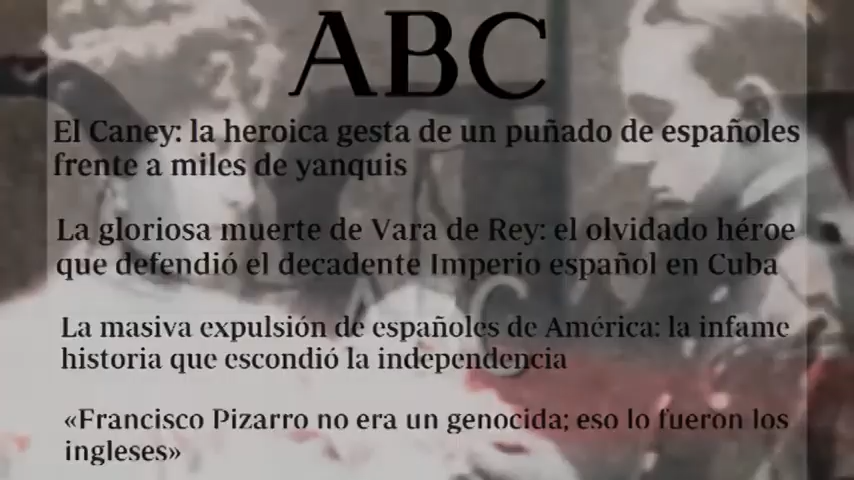 ABC
El Caney: la heroica gesta de un puñado de españoles
frente a miles de yanquis
La gloriosa muerte de Vara de Rey: el olvidado héroe
que defendió el decadente Imperio español en Cuba
La masiva expulsión de españoles de América: la infame
historia que escondió la independencia
«Francisco Pizarro no era un genocida; eso lo fueron los
ingleses»